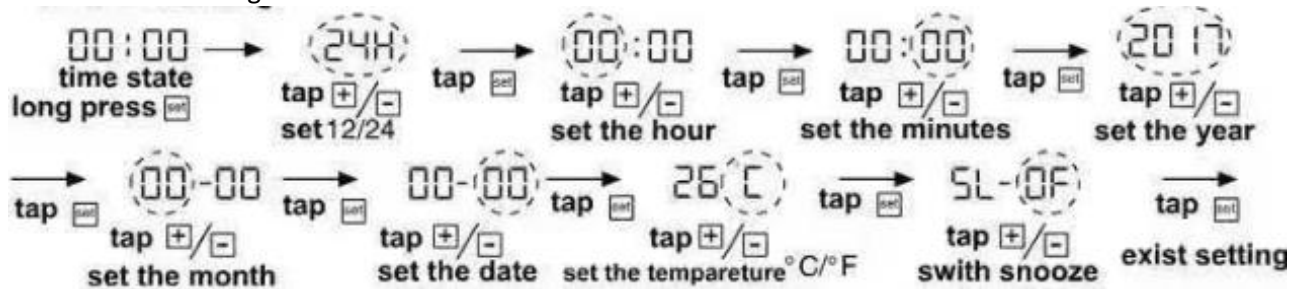 00:00 24H 00:00 00:00 2017
time state
long press set
tap + / -
set 12/24
tap set
tap + / -
set the hour
tap set
tap + / -
set the minutes
tap set
tap + / -
set the year
tap set
00-00
tap + / -
set the month
tap set
00-00
tap + / -
set the date
tap set
26°C
tap + / -
set the tempareture °C/°F
tap set
SL-OF
tap + / -
swith snooze
tap set
exist setting